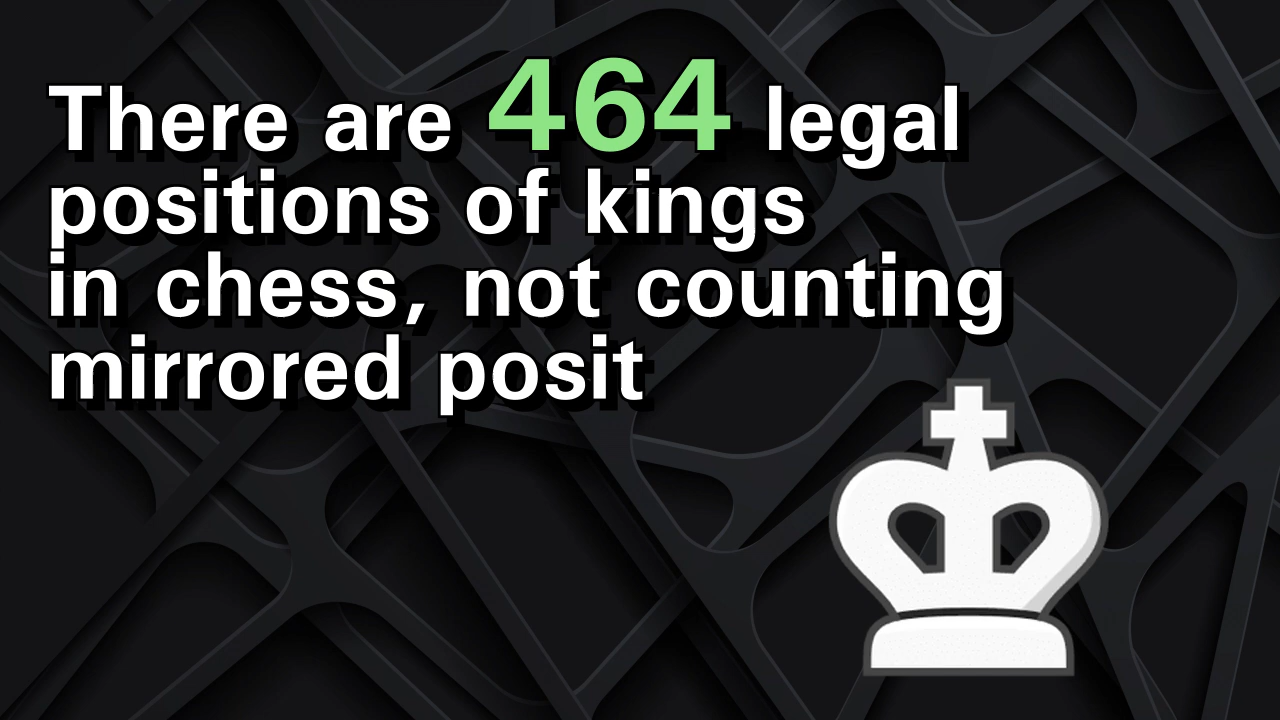 There are 464 legal
positions of kings
in chess, not counting
mirrored posit